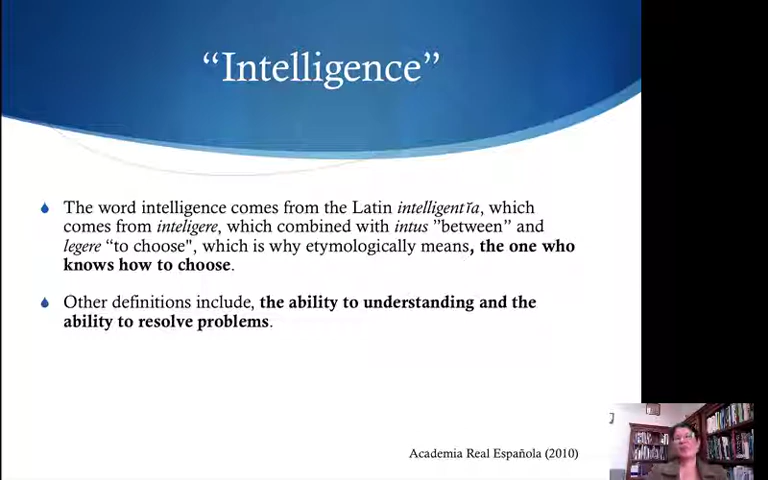 “Intelligence”
The word intelligence comes from the Latin intelligentĭa, which
comes from inteligere, which combined with intus ”between” and
legere “to choose", which is why etymologically means, the one who
knows how to choose.
Other definitions include, the ability to understanding and the
ability to resolve problems.
Academia Real Española (2010)